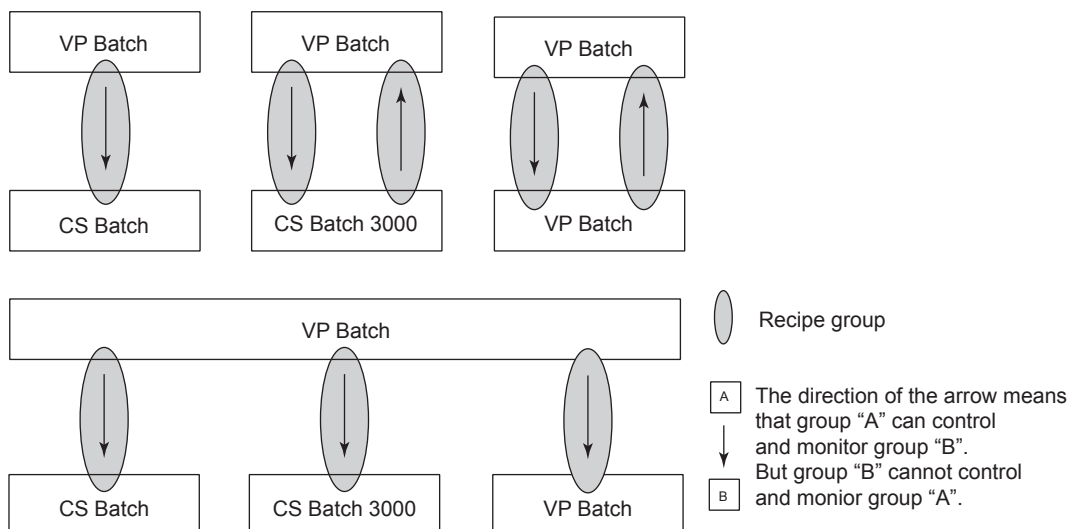 VP Batch
VP Batch
VP Batch
CS Batch
CS Batch 3000
VP Batch
VP Batch
CS Batch
CS Batch 3000
VP Batch
Recipe group
A
The direction of the arrow means
that group “A” can control
and monitor group “B”.
But group “B” cannot control
B
and monior group “A”.